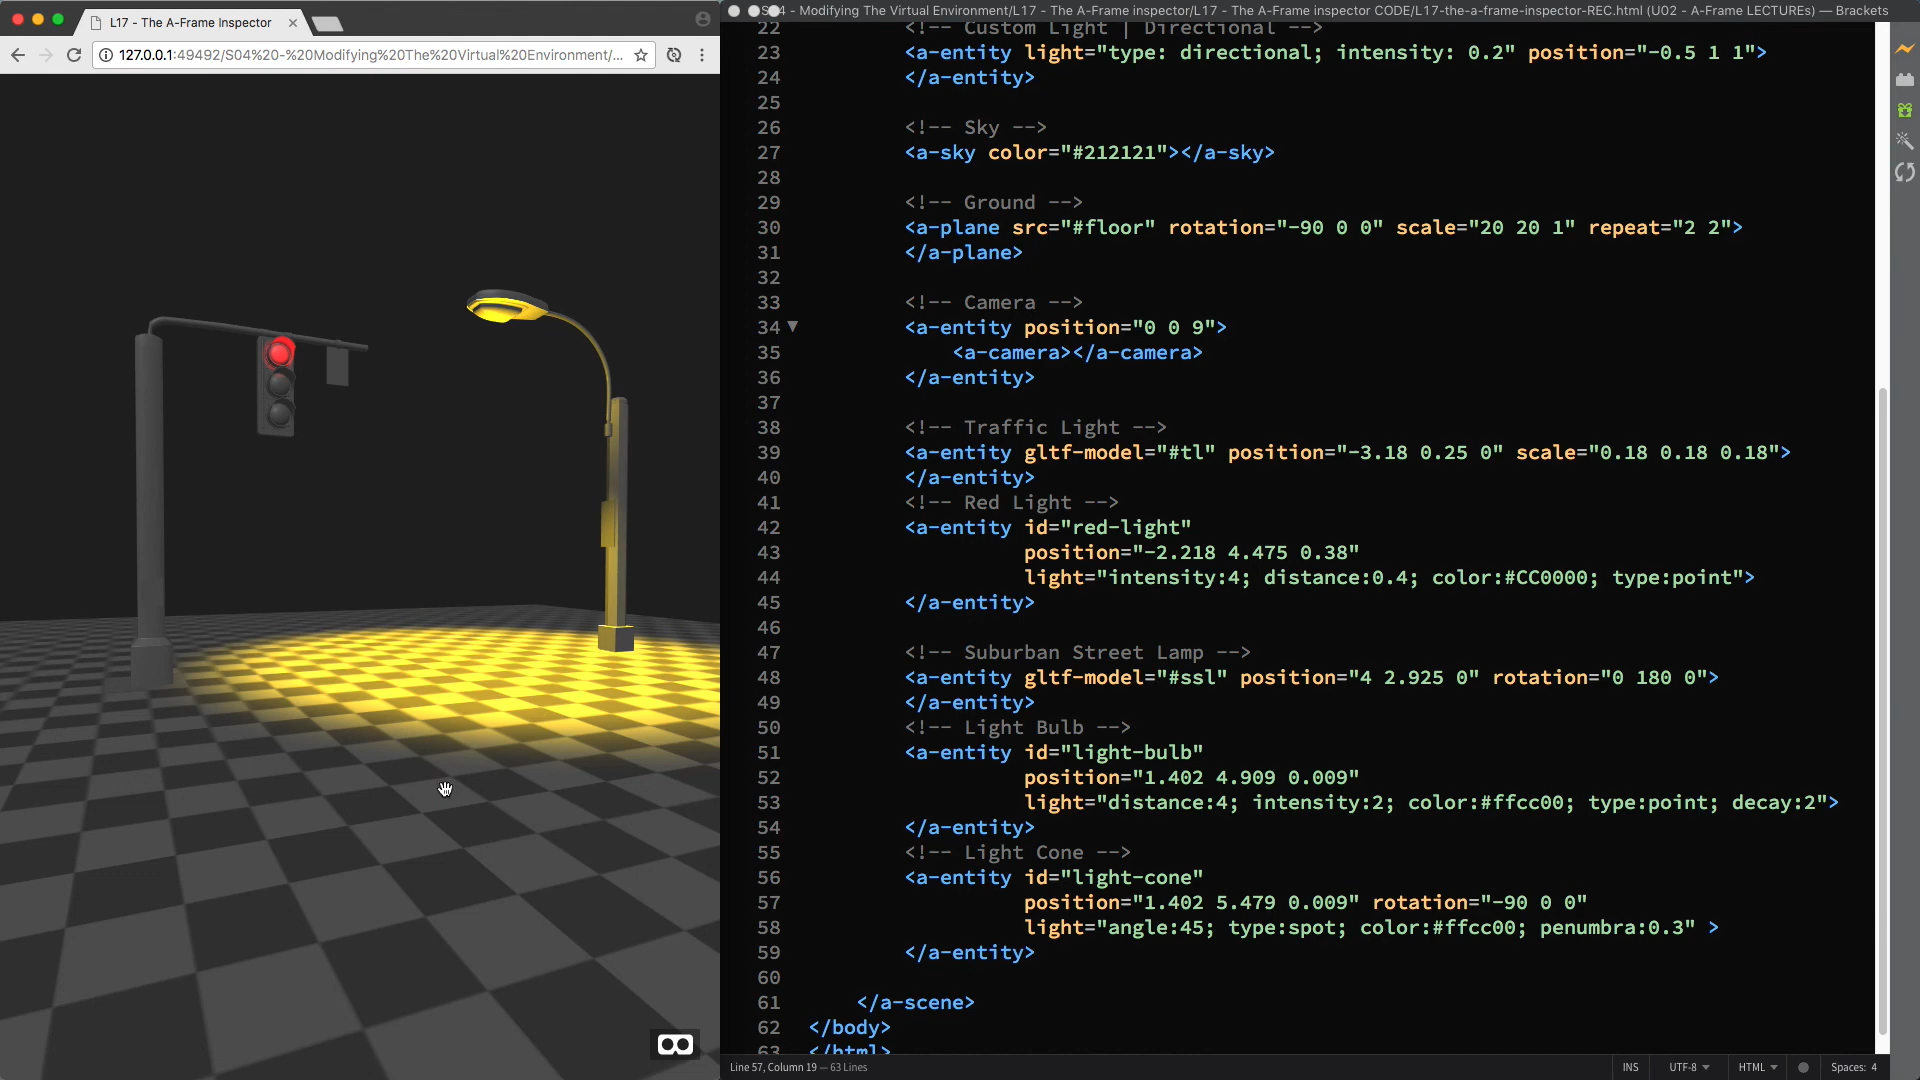 L17 - The A-Frame Inspector
127.0.0.1:49492/S04%20-%20Modifying%20The%20Virtual%20Environment/...
- Modifying The Virtual Environment/L17 - The A-Frame inspector/L17 - The A-Frame inspector CODE/L17-the-a-frame-inspector-REC.html (U02 - A-Frame LECTUREs) — Brackets
22 <!-- Custom Light | Directional -->
23 <a-entity light="type: directional; intensity: 0.2" position="-0.5 1 1">
24 </a-entity>
25
26 <!-- Sky -->
27 <a-sky color="#212121"></a-sky>
28
29 <!-- Ground -->
30 <a-plane src="#floor" rotation="-90 0 0" scale="20 20 1" repeat="2 2">
31 </a-plane>
32
33 <!-- Camera -->
34 <a-entity position="0 0 9">
35 <a-camera></a-camera>
36 </a-entity>
37
38 <!-- Traffic Light -->
39 <a-entity gltf-model="#tl" position="-3.18 0.25 0" scale="0.18 0.18 0.18">
40 </a-entity>
41 <!-- Red Light -->
42 <a-entity id="red-light"
43 position="-2.218 4.475 0.38"
44 light="intensity:4; distance:0.4; color:#CC0000; type:point">
45 </a-entity>
46
47 <!-- Suburban Street Lamp -->
48 <a-entity gltf-model="#ssl" position="4 2.925 0" rotation="0 180 0">
49 </a-entity>
50 <!-- Light Bulb -->
51 <a-entity id="light-bulb"
52 position="1.402 4.909 0.009"
53 light="distance:4; intensity:2; color:#ffcc00; type:point; decay:2">
54 </a-entity>
55 <!-- Light Cone -->
56 <a-entity id="light-cone"
57 position="1.402 5.479 0.009" rotation="-90 0 0"
58 light="angle:45; type:spot; color:#ffcc00; penumbra:0.3" >
59 </a-entity>
60
61 </a-scene>
62 </body>
63 </html>
Line 57, Column 19 — 63 Lines
INS UTF-8 HTML Spaces: 4